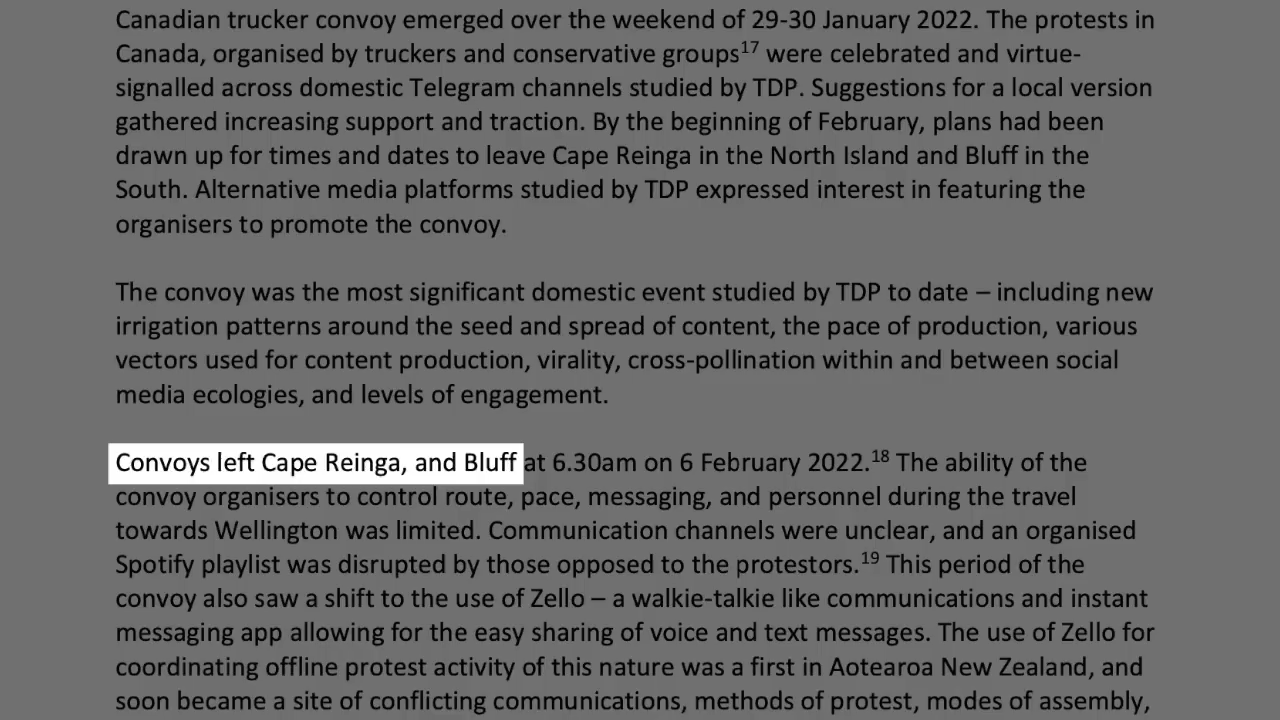 Canadian trucker convoy emerged over the weekend of 29-30 January 2022. The protests in
Canada, organised by truckers and conservative groups17 were celebrated and virtue-
signalled across domestic Telegram channels studied by TDP. Suggestions for a local version
gathered increasing support and traction. By the beginning of February, plans had been
drawn up for times and dates to leave Cape Reinga in the North Island and Bluff in the
South. Alternative media platforms studied by TDP expressed interest in featuring the
organisers to promote the convoy.
The convoy was the most significant domestic event studied by TDP to date – including new
irrigation patterns around the seed and spread of content, the pace of production, various
vectors used for content production, virality, cross-pollination within and between social
media ecologies, and levels of engagement.
Convoys left Cape Reinga, and Bluff at 6.30am on 6 February 2022.18 The ability of the
convoy organisers to control route, pace, messaging, and personnel during the travel
towards Wellington was limited. Communication channels were unclear, and an organised
Spotify playlist was disrupted by those opposed to the protestors.19 This period of the
convoy also saw a shift to the use of Zello – a walkie-talkie like communications and instant
messaging app allowing for the easy sharing of voice and text messages. The use of Zello for
coordinating offline protest activity of this nature was a first in Aotearoa New Zealand, and
soon became a site of conflicting communications, methods of protest, modes of assembly,